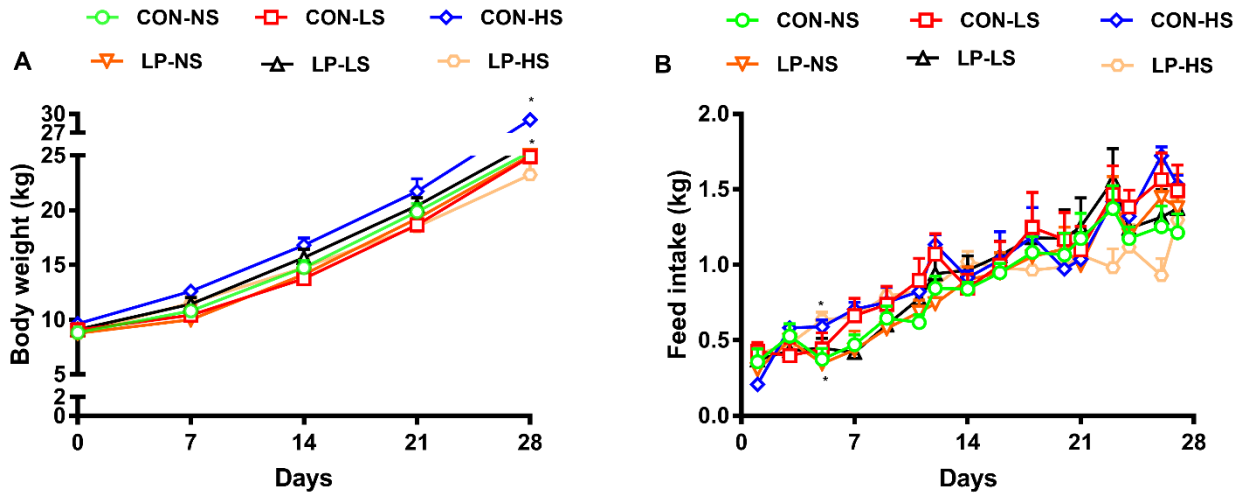 CON-NS CON-LS CON-HS
LP-NS LP-LS LP-HS
A
Body weight (kg)
30
27
25
20
15
10
5
2
0
0 7 14 21 28
Days
*
*
CON-NS CON-LS CON-HS
LP-NS LP-LS LP-HS
B
Feed intake (kg)
2.0
1.5
1.0
0.5
0.0
0 7 14 21 28
Days
*
*